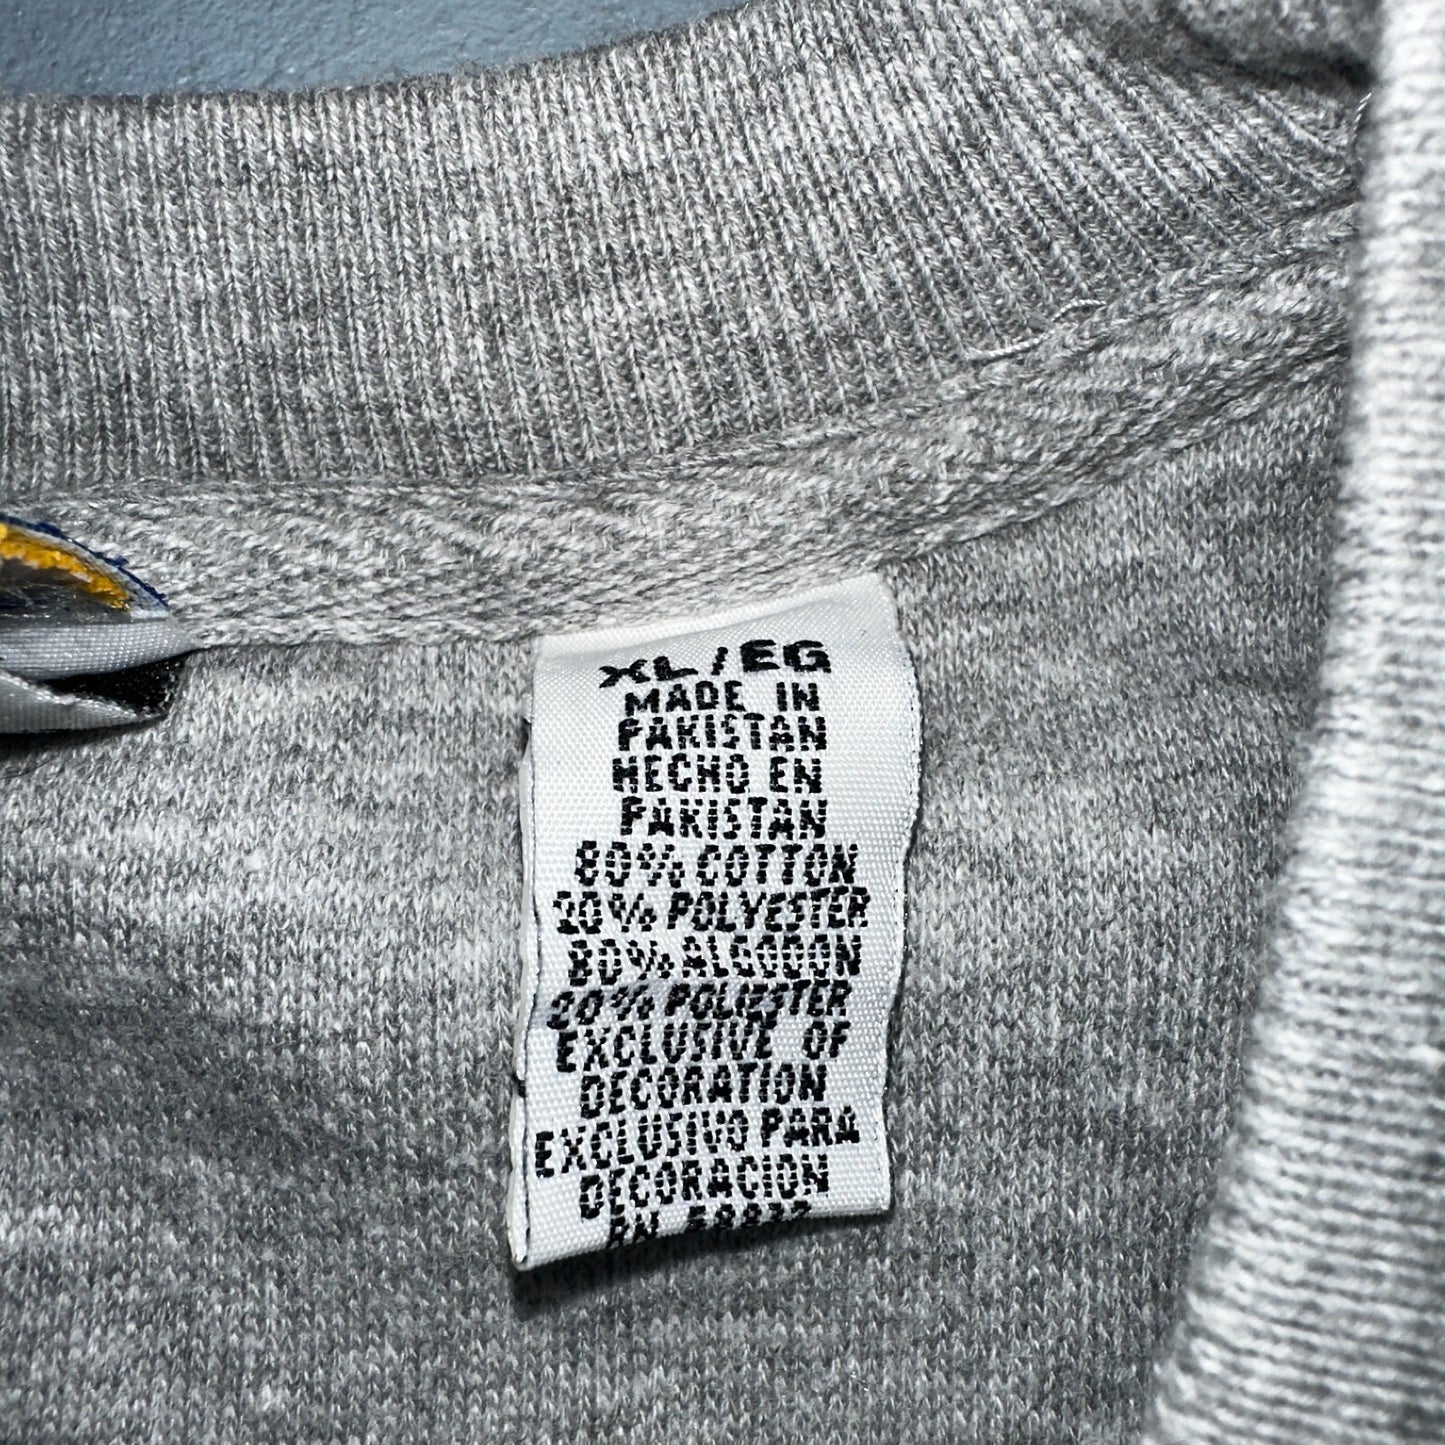 XL/EG
MADE IN
PAKISTAN
HECHO EN
PAKISTAN
80% COTTON
20% POLYESTER
80% ALGODON
20% POLIESTER
EXCLUSIVE OF
DECORATION
EXCLUSIVO PARA
DECORACION
RN